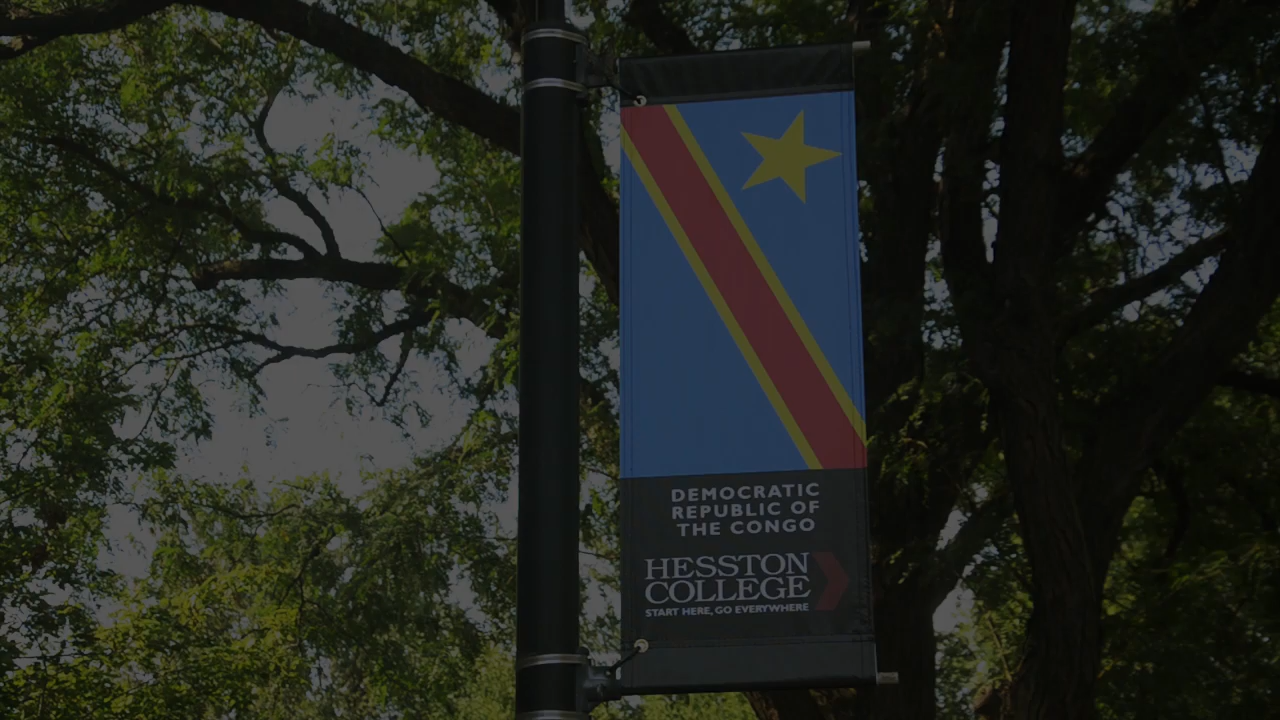 DEMOCRATIC
REPUBLIC OF
THE CONGO
HESSTON
COLLEGE
START HERE, GO EVERYWHERE